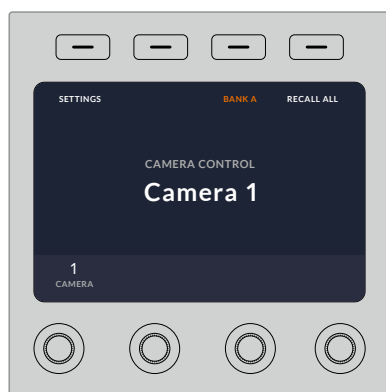 SETTINGS BANK A RECALL ALL
CAMERA CONTROL
Camera 1
1
CAMERA